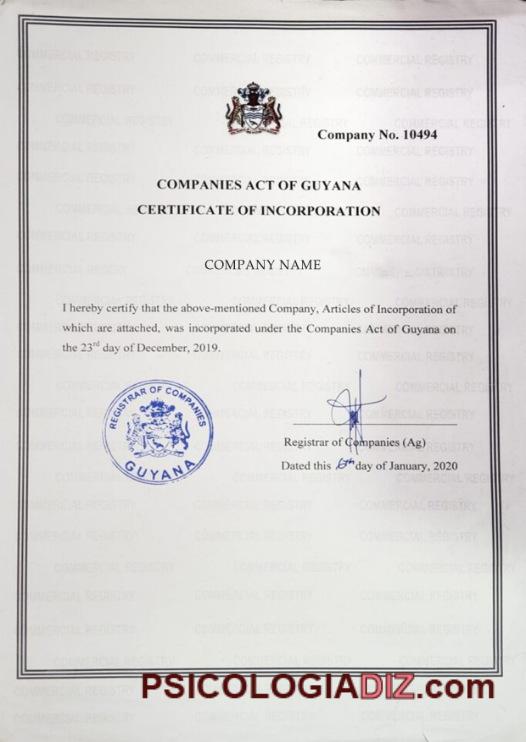 Company No. 10494
COMPANIES ACT OF GUYANA
CERTIFICATE OF INCORPORATION
COMPANY NAME
I hereby certify that the above-mentioned Company, Articles of Incorporation of
which are attached, was incorporated under the Companies Act of Guyana on
the 23rd day of December, 2019.
REGISTRAR OF COMPANIES
GUYANA
Registrar of Companies (Ag)
Dated this 6th day of January, 2020
COMMERCIAL REGISTRY
PSICOLOGIADIZ.com